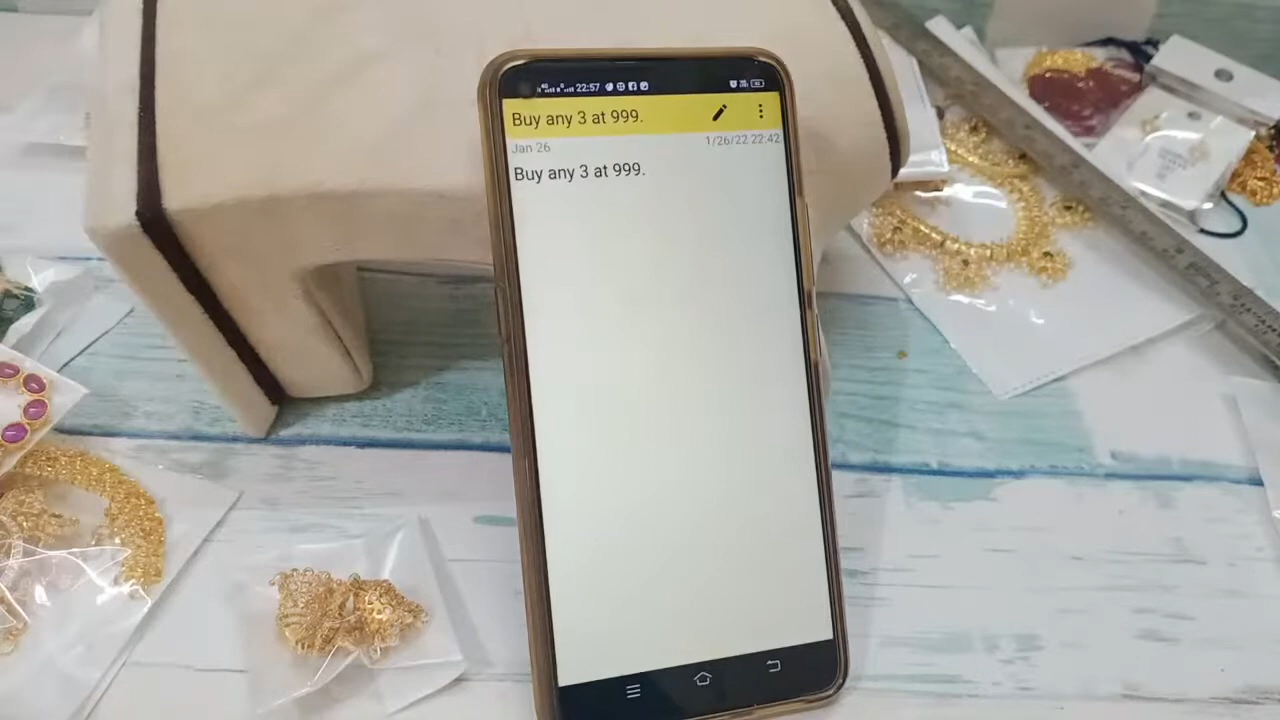 22:57
Buy any 3 at 999.
Jan 26
1/26/22 22:42
Buy any 3 at 999.